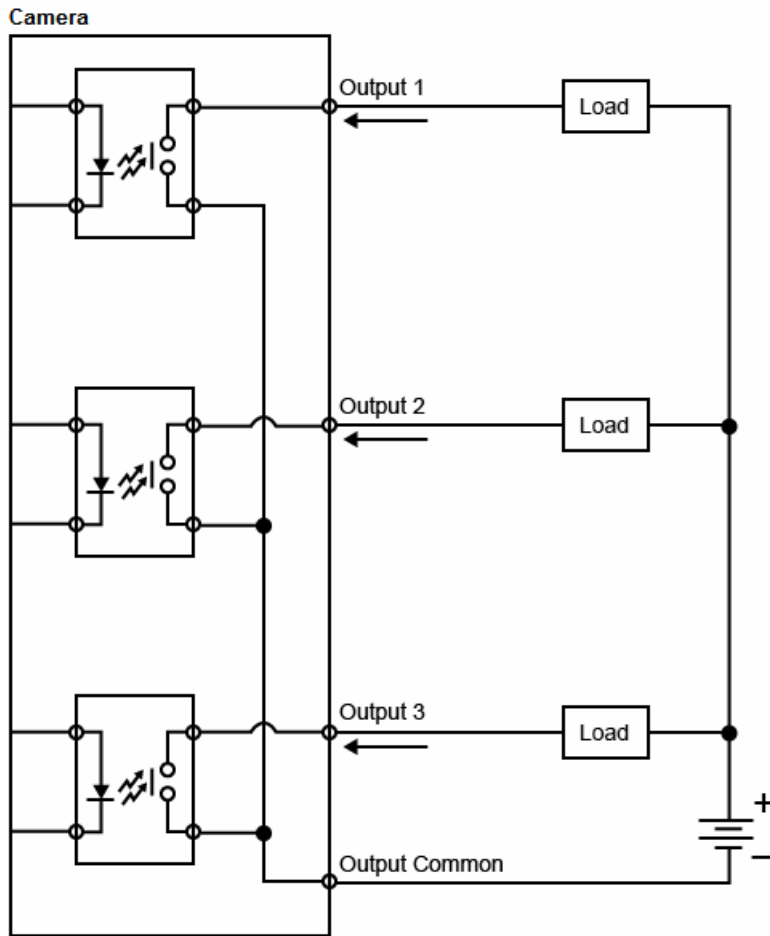 Camera
Output 1
Load
Output 2
Load
Output 3
Load
+
Output Common
−